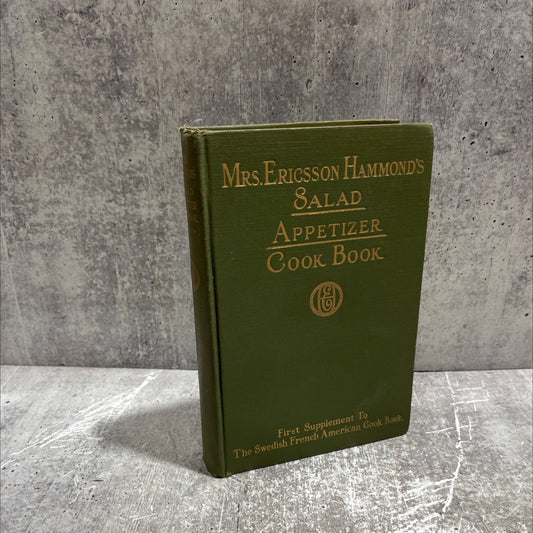 MRS. ERICSSON HAMMOND'S
SALAD
APPETIZER
COOK BOOK
First Supplement To
The Swedish French American Cook Book.